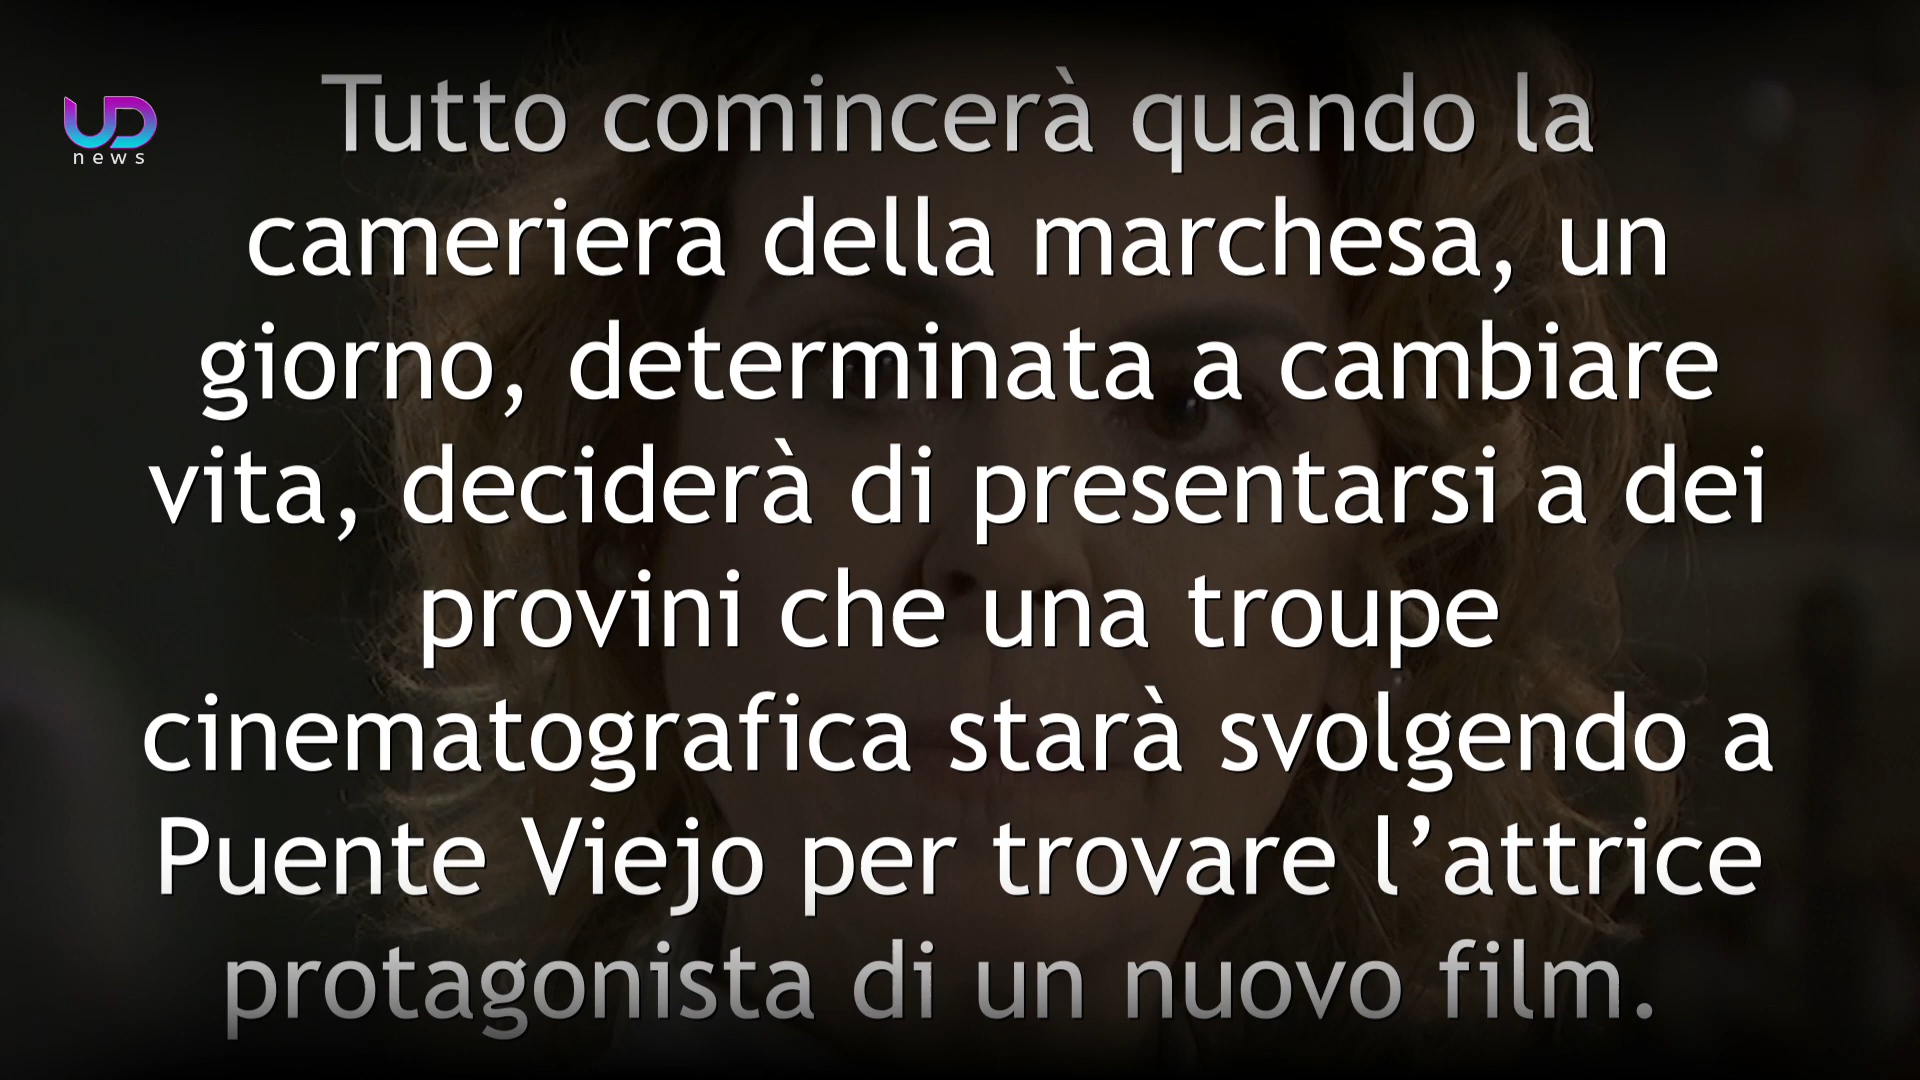 UD
news
Tutto comincerà quando la
cameriera della marchesa, un
giorno, determinata a cambiare
vita, deciderà di presentarsi a dei
provini che una troupe
cinematografica starà svolgendo a
Puente Viejo per trovare l’attrice
protagonista di un nuovo film.